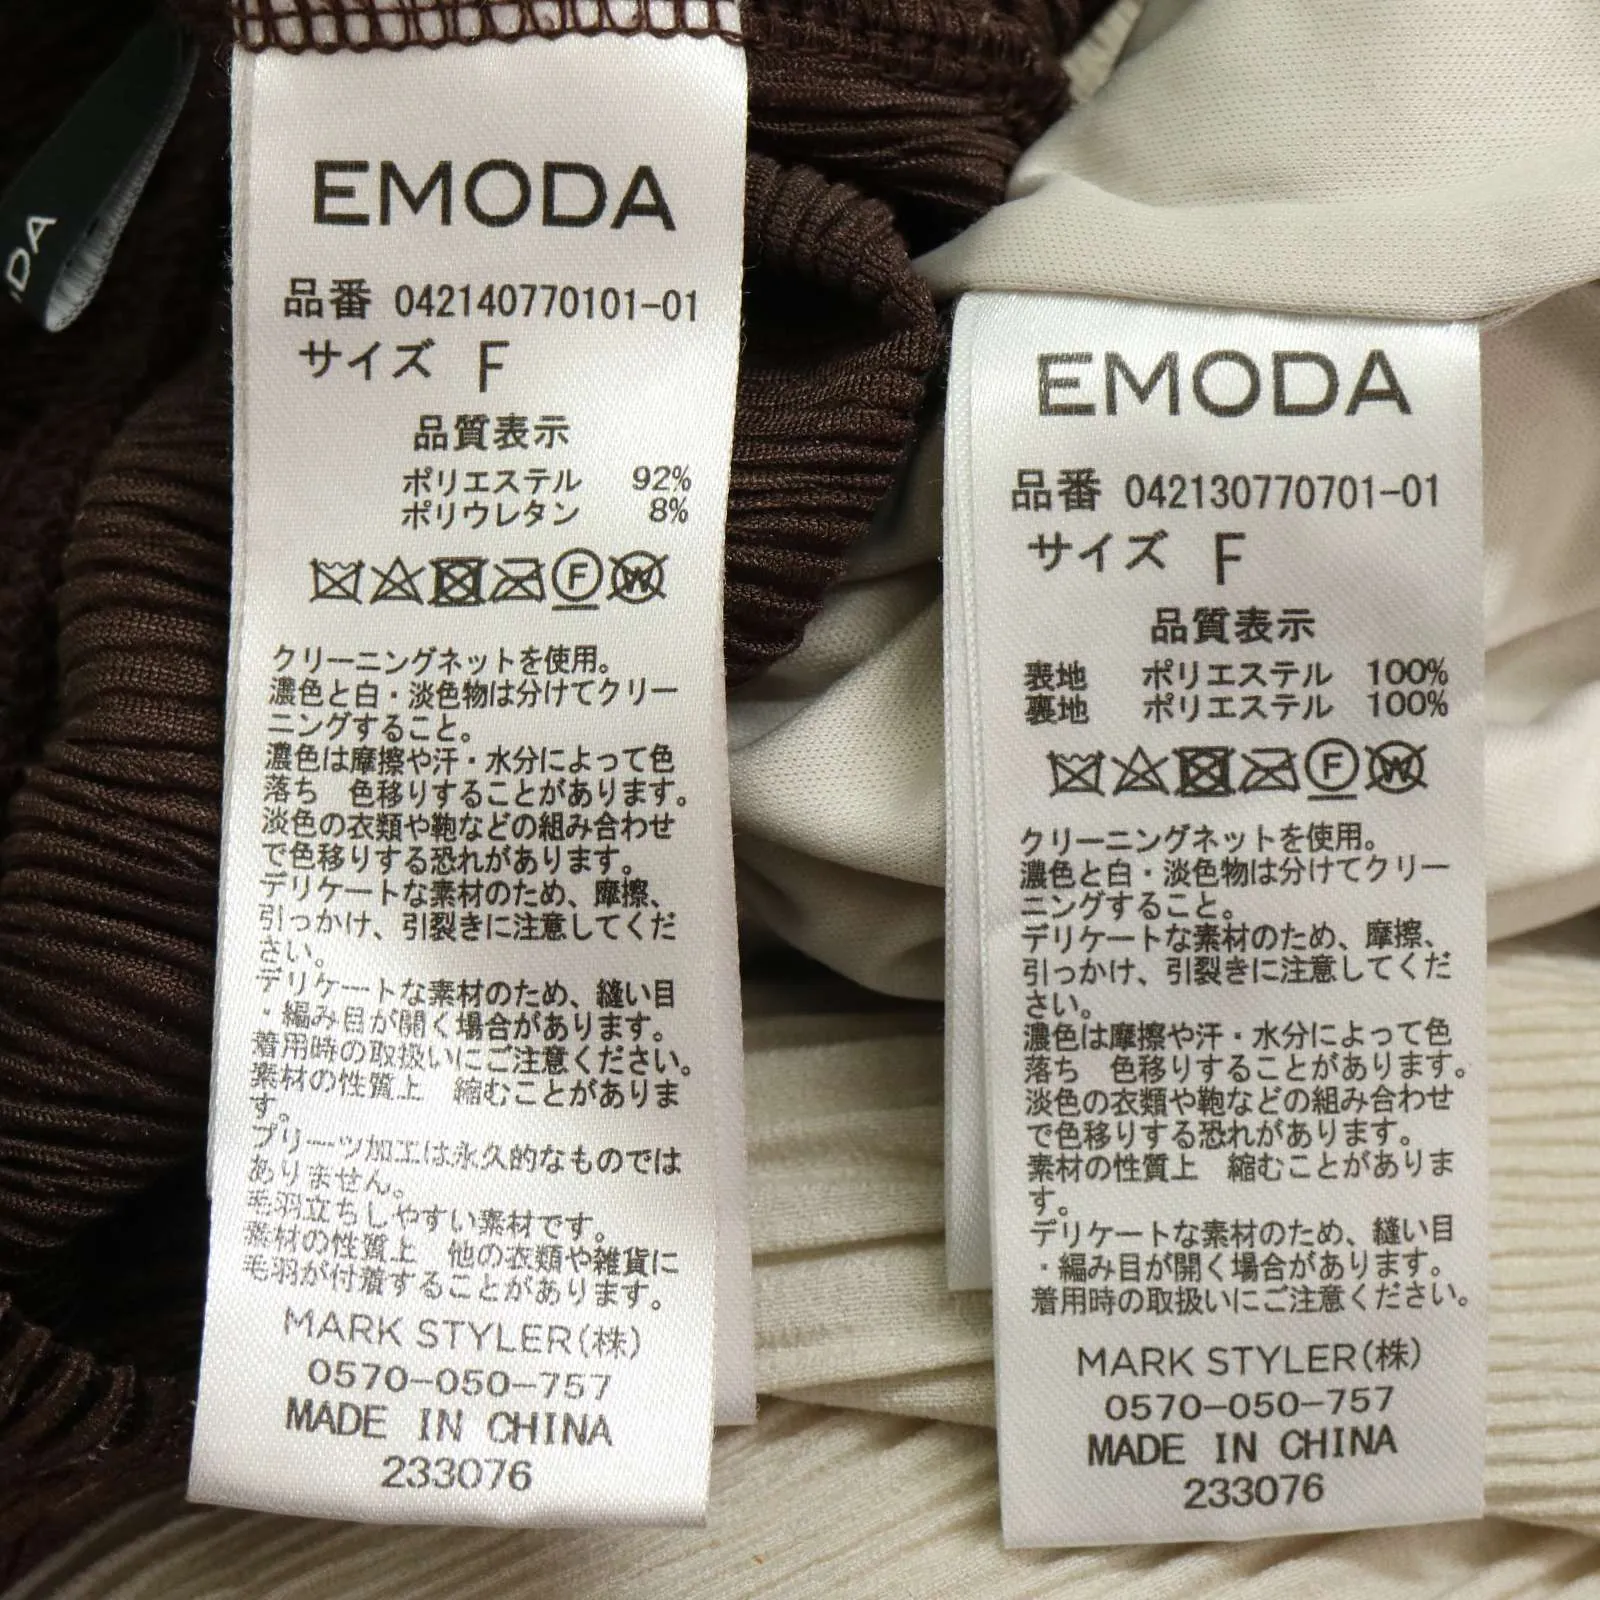 DA
EMODA
品番 042140770101-01
サイズ F
品質表示
ポリエステル 92%
ポリウレタン 8%
F W
クリーニングネットを使用。
濃色と白・淡色物は分けてクリー
ニングすること。
濃色は摩擦や汗・水分によって色
落ち 色移りすることがあります。
淡色の衣類や鞄などの組み合わせ
で色移りする恐れがあります。
デリケートな素材のため、摩擦、
引っかけ、引裂きに注意してくだ
さい。
デリケートな素材のため、縫い目
・編み目が開く場合があります。
着用時の取扱いにご注意ください。
素材の性質上 縮むことがありま
す。
プリーツ加工は永久的なものでは
ありません。
毛羽立ちしやすい素材です。
素材の性質上 他の衣類や雑貨に
毛羽が付着することがあります。
MARK STYLER(株)
0570-050-757
MADE IN CHINA
233076
EMODA
品番 042130770701-01
サイズ F
品質表示
表地 ポリエステル 100%
裏地 ポリエステル 100%
F W
クリーニングネットを使用。
濃色と白・淡色物は分けてクリー
ニングすること。
デリケートな素材のため、摩擦、
引っかけ、引裂きに注意してくだ
さい。
濃色は摩擦や汗・水分によって色
落ち 色移りすることがあります。
淡色の衣類や鞄などの組み合わせ
で色移りする恐れがあります。
素材の性質上 縮むことがありま
す。
デリケートな素材のため、縫い目
・編み目が開く場合があります。
着用時の取扱いにご注意ください。
MARK STYLER(株)
0570-050-757
MADE IN CHINA
233076